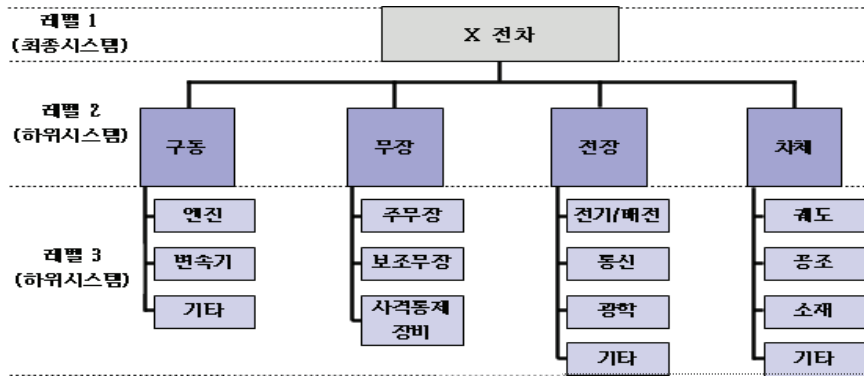 레벨 1
(최종시스템)
X 전차
레벨 2
(하위시스템)
구동
무장
전장
차체
레벨 3
(하위시스템)
엔진
변속기
기타
주무장
보조무장
사격통제
장비
전기/배전
통신
광학
기타
궤도
공조
소재
기타